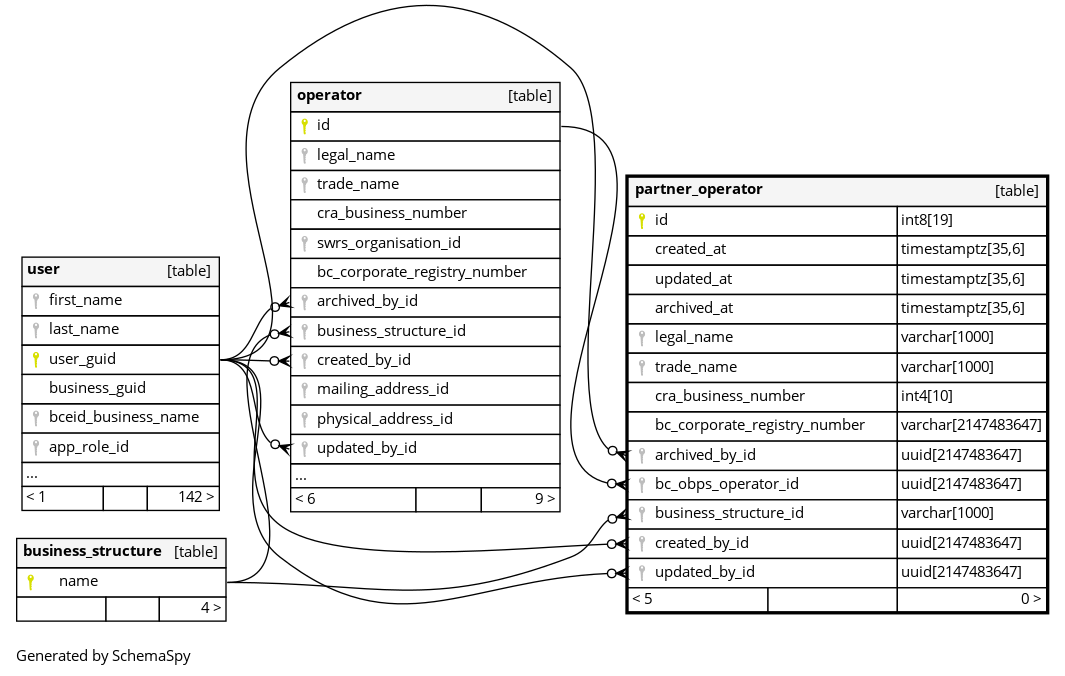 operator [table]
id
legal_name
trade_name
cra_business_number
swrs_organisation_id
bc_corporate_registry_number
archived_by_id
business_structure_id
created_by_id
mailing_address_id
physical_address_id
updated_by_id
...
< 6 9 >
partner_operator [table]
id int8[19]
created_at timestamptz[35,6]
updated_at timestamptz[35,6]
archived_at timestamptz[35,6]
legal_name varchar[1000]
trade_name varchar[1000]
cra_business_number int4[10]
bc_corporate_registry_number varchar[2147483647]
archived_by_id uuid[2147483647]
bc_obps_operator_id uuid[2147483647]
business_structure_id varchar[1000]
created_by_id uuid[2147483647]
updated_by_id uuid[2147483647]
< 5 0 >
user [table]
first_name
last_name
user_guid
business_guid
bceid_business_name
app_role_id
...
< 1 142 >
business_structure [table]
name
4 >
Generated by SchemaSpy